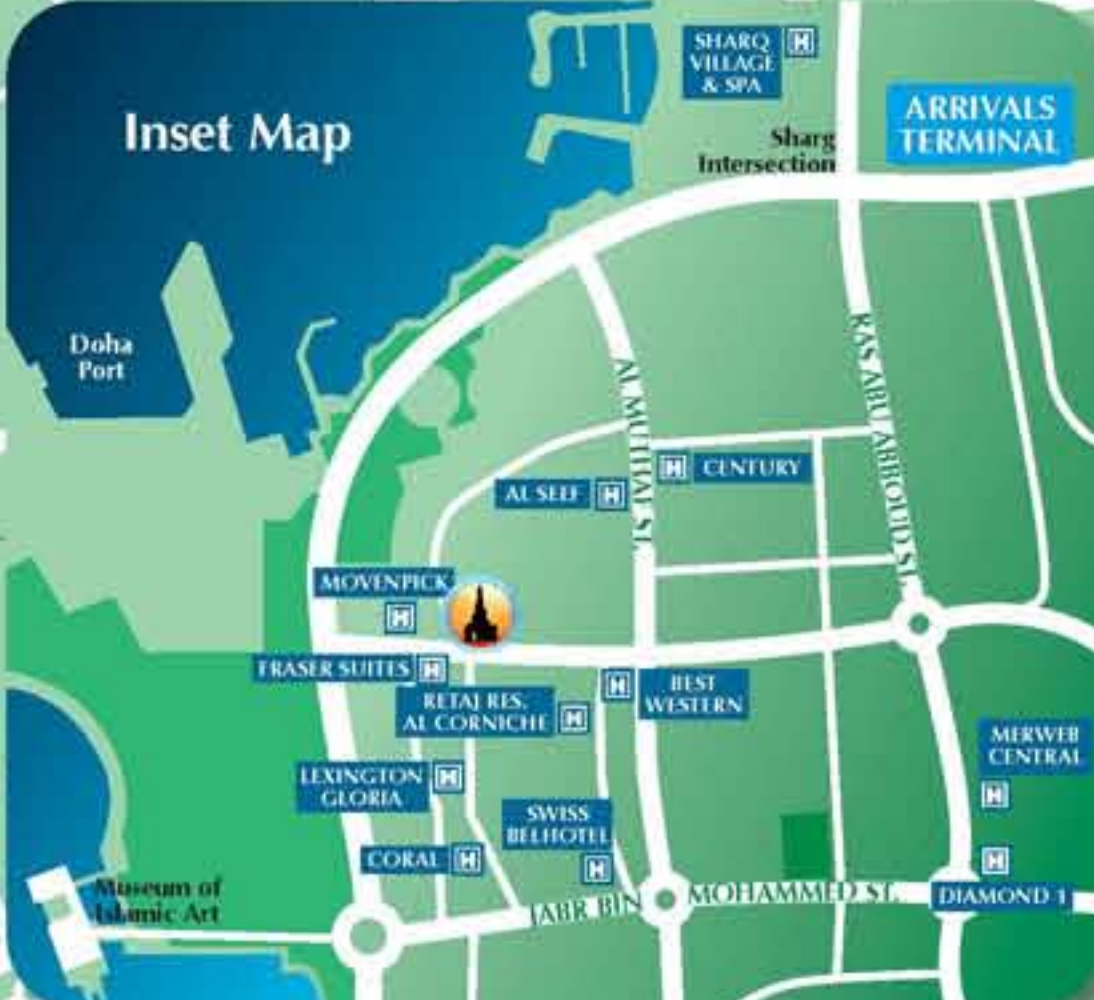 SHARQ
VILLAGE
& SPA
H
ARRIVALS
TERMINAL
Inset Map
Sharg
Intersection
Doha
Port
RAS ABU ABBOUD ST.
AL MUTHAF ST.
H
CENTURY
AL SEEF
H
MOVENPICK
H
FRASER SUITES
H
RETAJ RES.
AL CORNICHE
H
H
BEST
WESTERN
MERWEB
CENTRAL
H
LEXINGTON
GLORIA
H
SWISS
BELHOTEL
H
CORAL
H
H
DIAMOND 1
JABR BIN MOHAMMED ST.
Museum of
Islamic Art